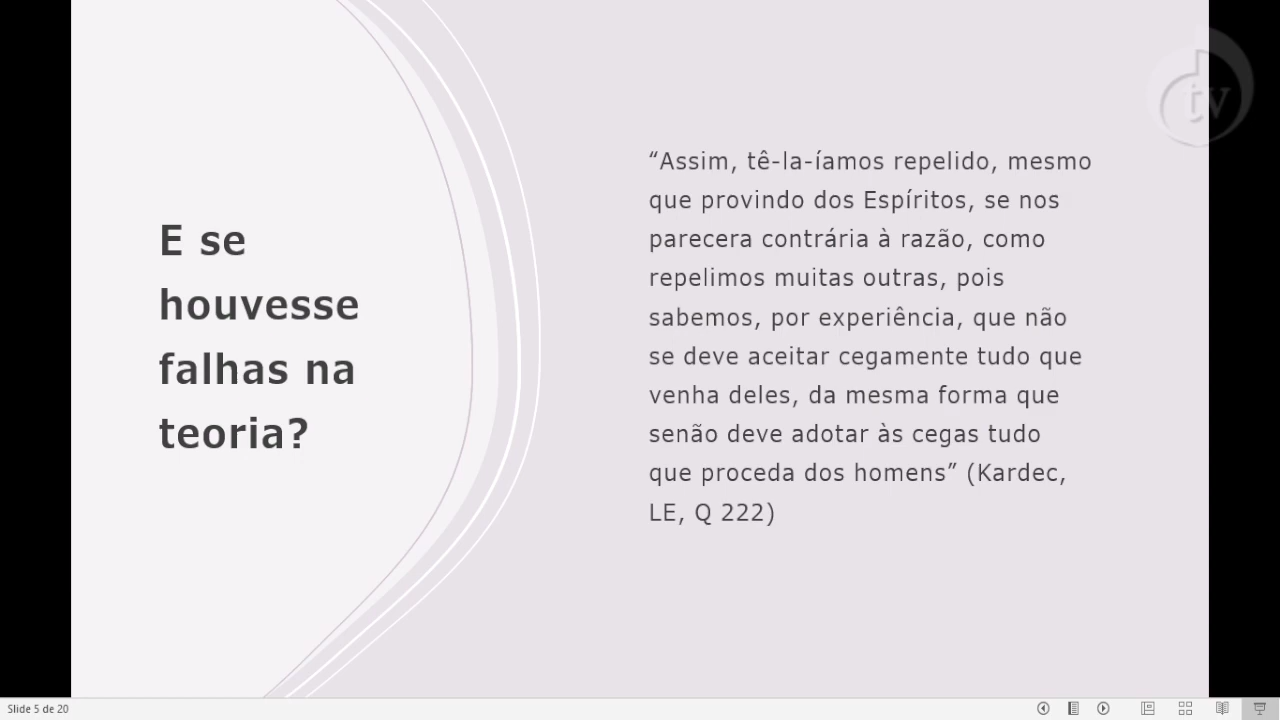 E se
houvesse
falhas na
teoria?
“Assim, tê-la-íamos repelido, mesmo
que provindo dos Espíritos, se nos
parecera contrária à razão, como
repelimos muitas outras, pois
sabemos, por experiência, que não
se deve aceitar cegamente tudo que
venha deles, da mesma forma que
senão deve adotar às cegas tudo
que proceda dos homens” (Kardec,
LE, Q 222)
tv
Slide 5 de 20